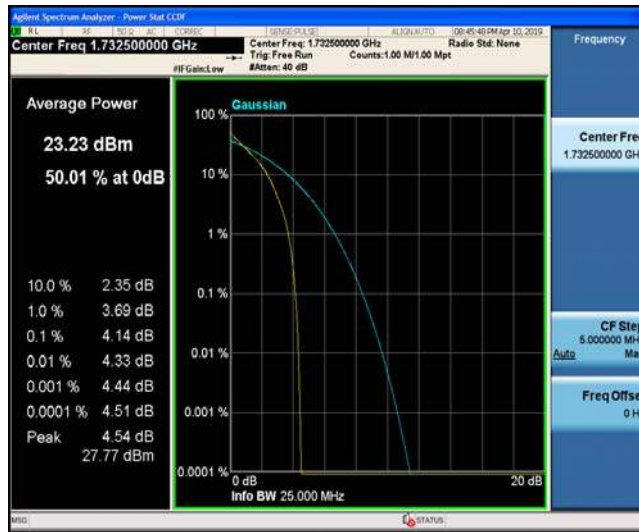 Agilent Spectrum Analyzer - Power Stat CCDF
RL RF 50 Ω AC CORREC SENSE:PULSE ALIGN AUTO 08:45:48 PM Apr 10, 2019
Center Freq 1.732500000 GHz
Center Freq: 1.732500000 GHz Radio Std: None
Trig: Free Run Counts:1.00 M/1.00 Mpt
#IFGain:Low #Atten: 40 dB
Frequency
Average Power
23.23 dBm
50.01 % at 0dB
10.0 % 2.35 dB
1.0 % 3.69 dB
0.1 % 4.14 dB
0.01 % 4.33 dB
0.001 % 4.44 dB
0.0001 % 4.51 dB
Peak 4.54 dB
27.77 dBm
Gaussian
100 %
10 %
1 %
0.1 %
0.01 %
0.001 %
0.0001 %
0 dB 20 dB
Info BW 25.000 MHz
Center Fre
1.732500000 GH
CF Step
5.000000 MH
Auto Ma
Freq Offse
0 H
MSG STATUS